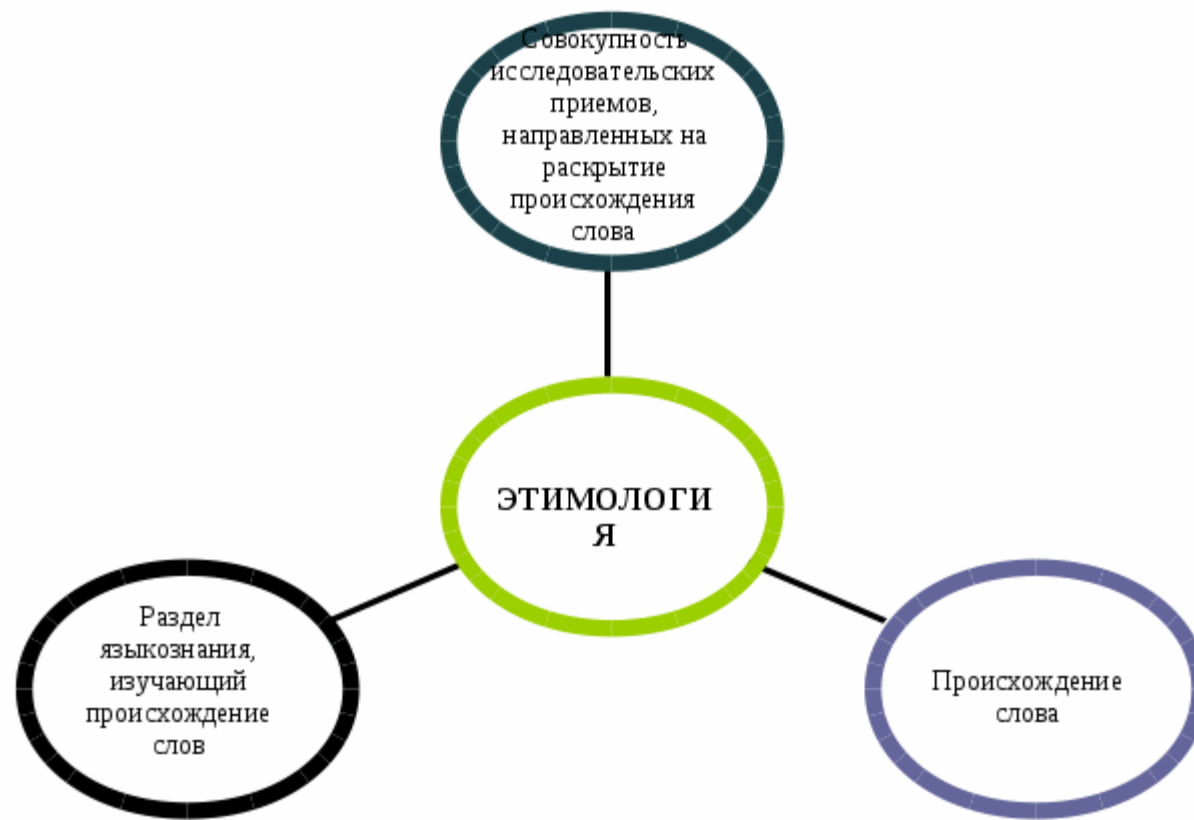 Совокупность
исследовательских
приемов,
направленных на
раскрытие
происхождения
слова
ЭТИМОЛОГИ
Я
Раздел
языкознания,
изучающий
происхождение
слов
Происхождение
слова